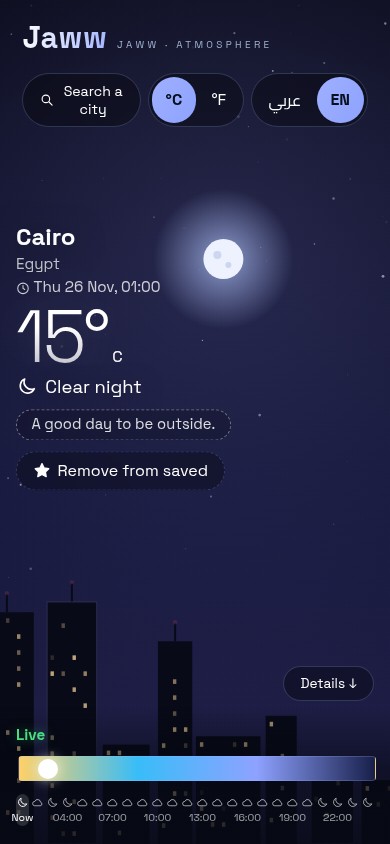 Jaww JAWW · ATMOSPHERE
Search a
city
°C °F عربي EN
Cairo
Egypt
Thu 26 Nov, 01:00
15° C
Clear night
A good day to be outside.
Remove from saved
Details ↓
Live
Now 04:00 07:00 10:00 13:00 16:00 19:00 22:00